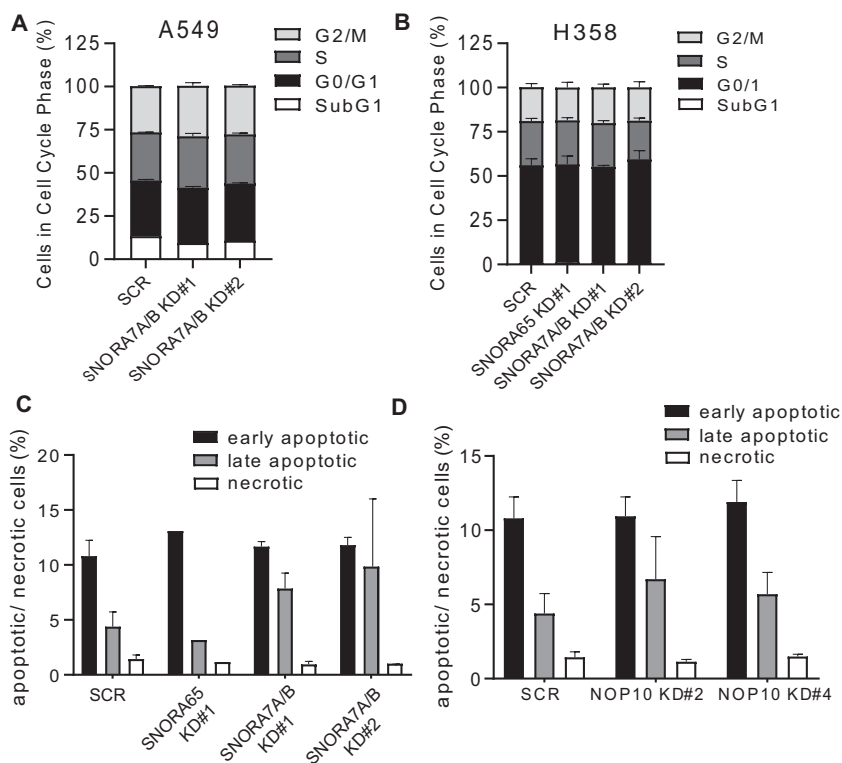 A
A549
Cells in Cell Cycle Phase (%)
125
100
75
50
25
0
SCR
SNORA7A/B KD#1
SNORA7A/B KD#2
G2/M
S
G0/G1
SubG1
B
H358
Cells in Cell Cycle Phase (%)
125
100
75
50
25
0
SCR
SNORA65 KD#1
SNORA7A/B KD#1
SNORA7A/B KD#2
G2/M
S
G0/1
SubG1
C
apoptotic/ necrotic cells (%)
20
15
10
5
0
early apoptotic
late apoptotic
necrotic
SCR
SNORA65
KD#1
SNORA7A/B
KD#1
SNORA7A/B
KD#2
D
apoptotic/ necrotic cells (%)
15
10
5
0
early apoptotic
late apoptotic
necrotic
SCR
NOP10 KD#2
NOP10 KD#4